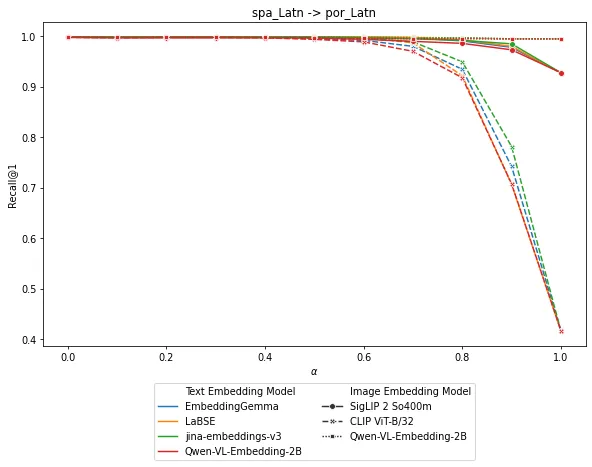 spa_Latn -> por_Latn
1.0
0.9
0.8
0.7
0.6
0.5
0.4
Recall@1
0.0 0.2 0.4 0.6 0.8 1.0
α
Text Embedding Model Image Embedding Model
EmbeddingGemma SigLIP 2 So400m
LaBSE CLIP ViT-B/32
jina-embeddings-v3 Qwen-VL-Embedding-2B
Qwen-VL-Embedding-2B